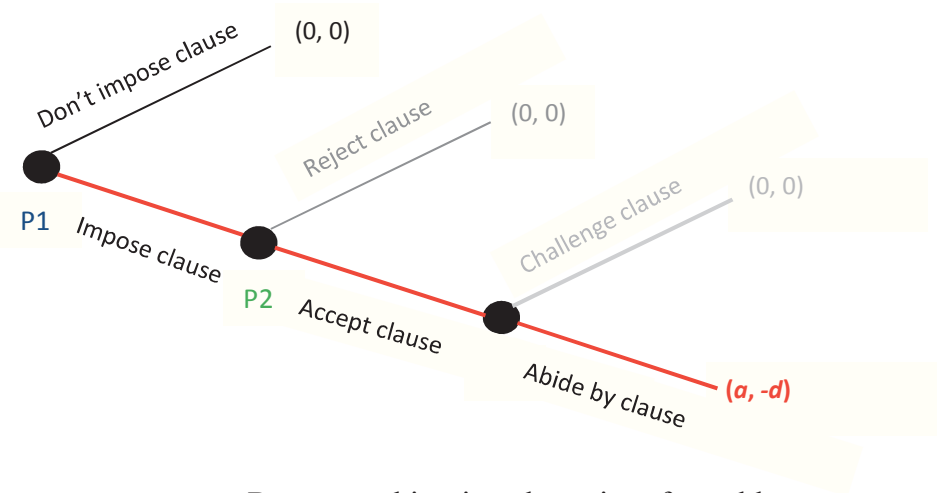 Don't impose clause
(0, 0)
Reject clause
(0, 0)
Challenge clause
(0, 0)
P1
Impose clause
P2
Accept clause
Abide by clause
(a, -d)